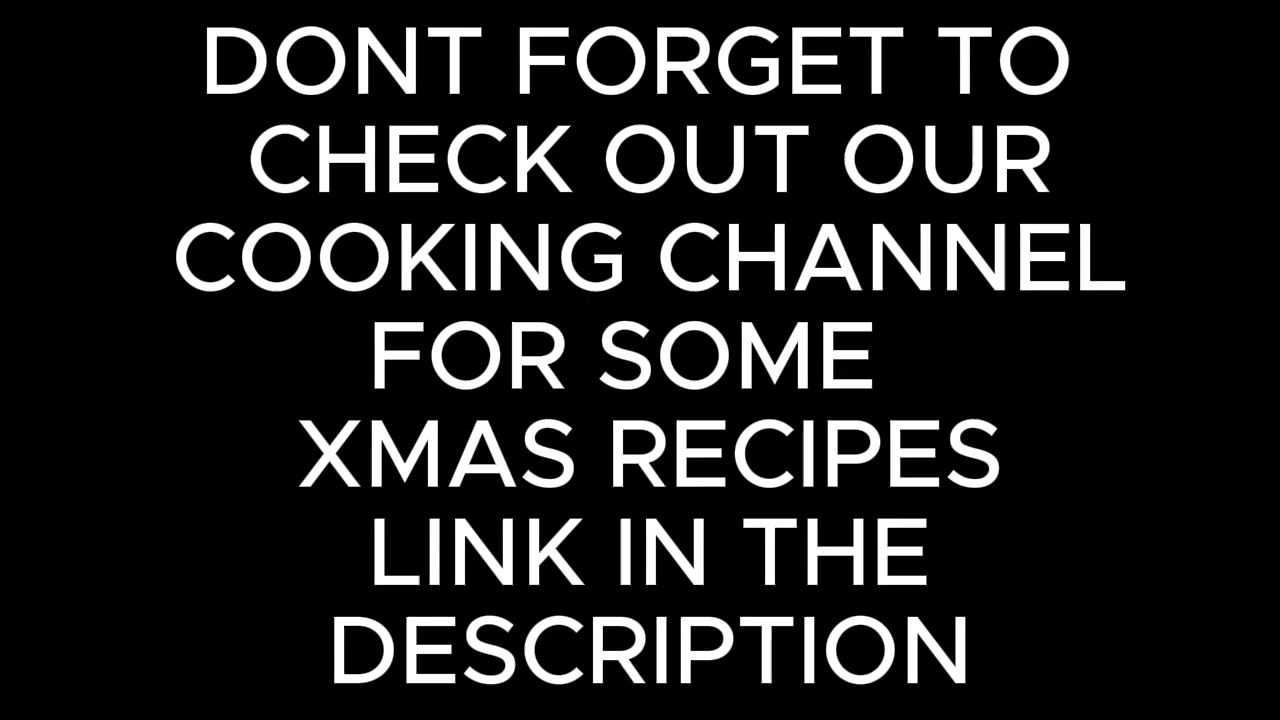 DONT FORGET TO
CHECK OUT OUR
COOKING CHANNEL
FOR SOME
XMAS RECIPES
LINK IN THE
DESCRIPTION